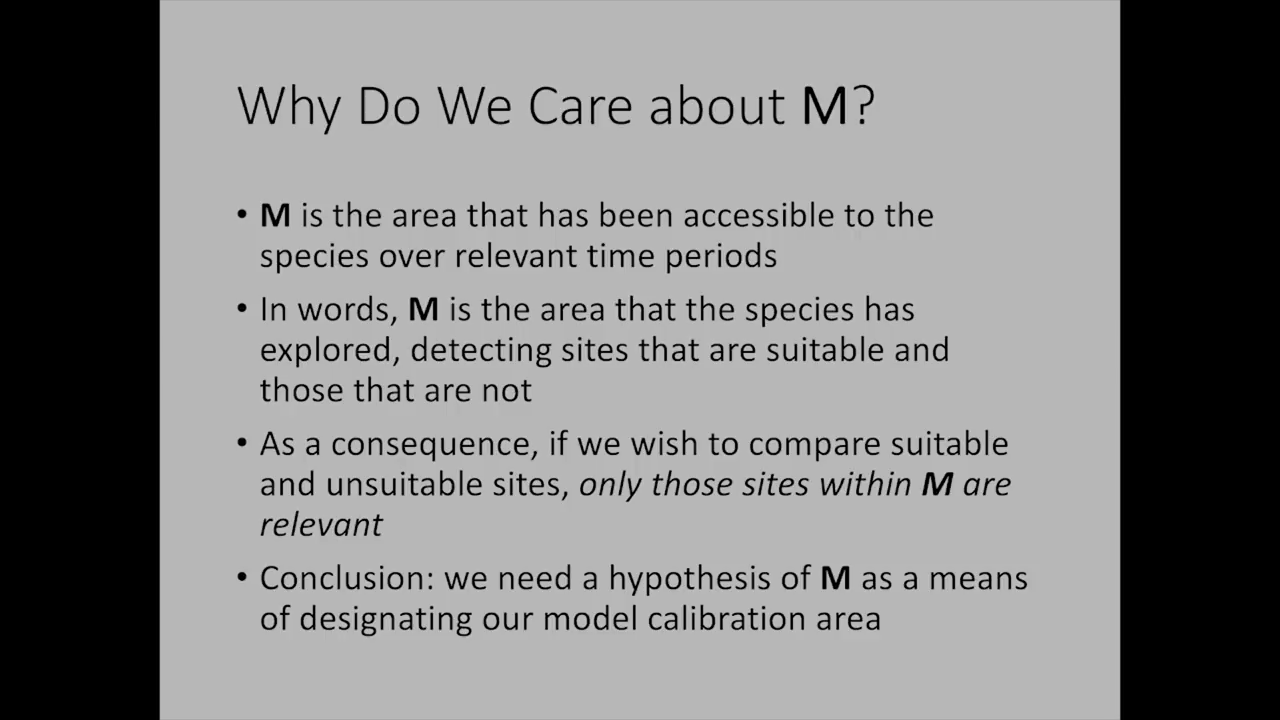 Why Do We Care about M?
• M is the area that has been accessible to the
species over relevant time periods
• In words, M is the area that the species has
explored, detecting sites that are suitable and
those that are not
• As a consequence, if we wish to compare suitable
and unsuitable sites, only those sites within M are
relevant
• Conclusion: we need a hypothesis of M as a means
of designating our model calibration area